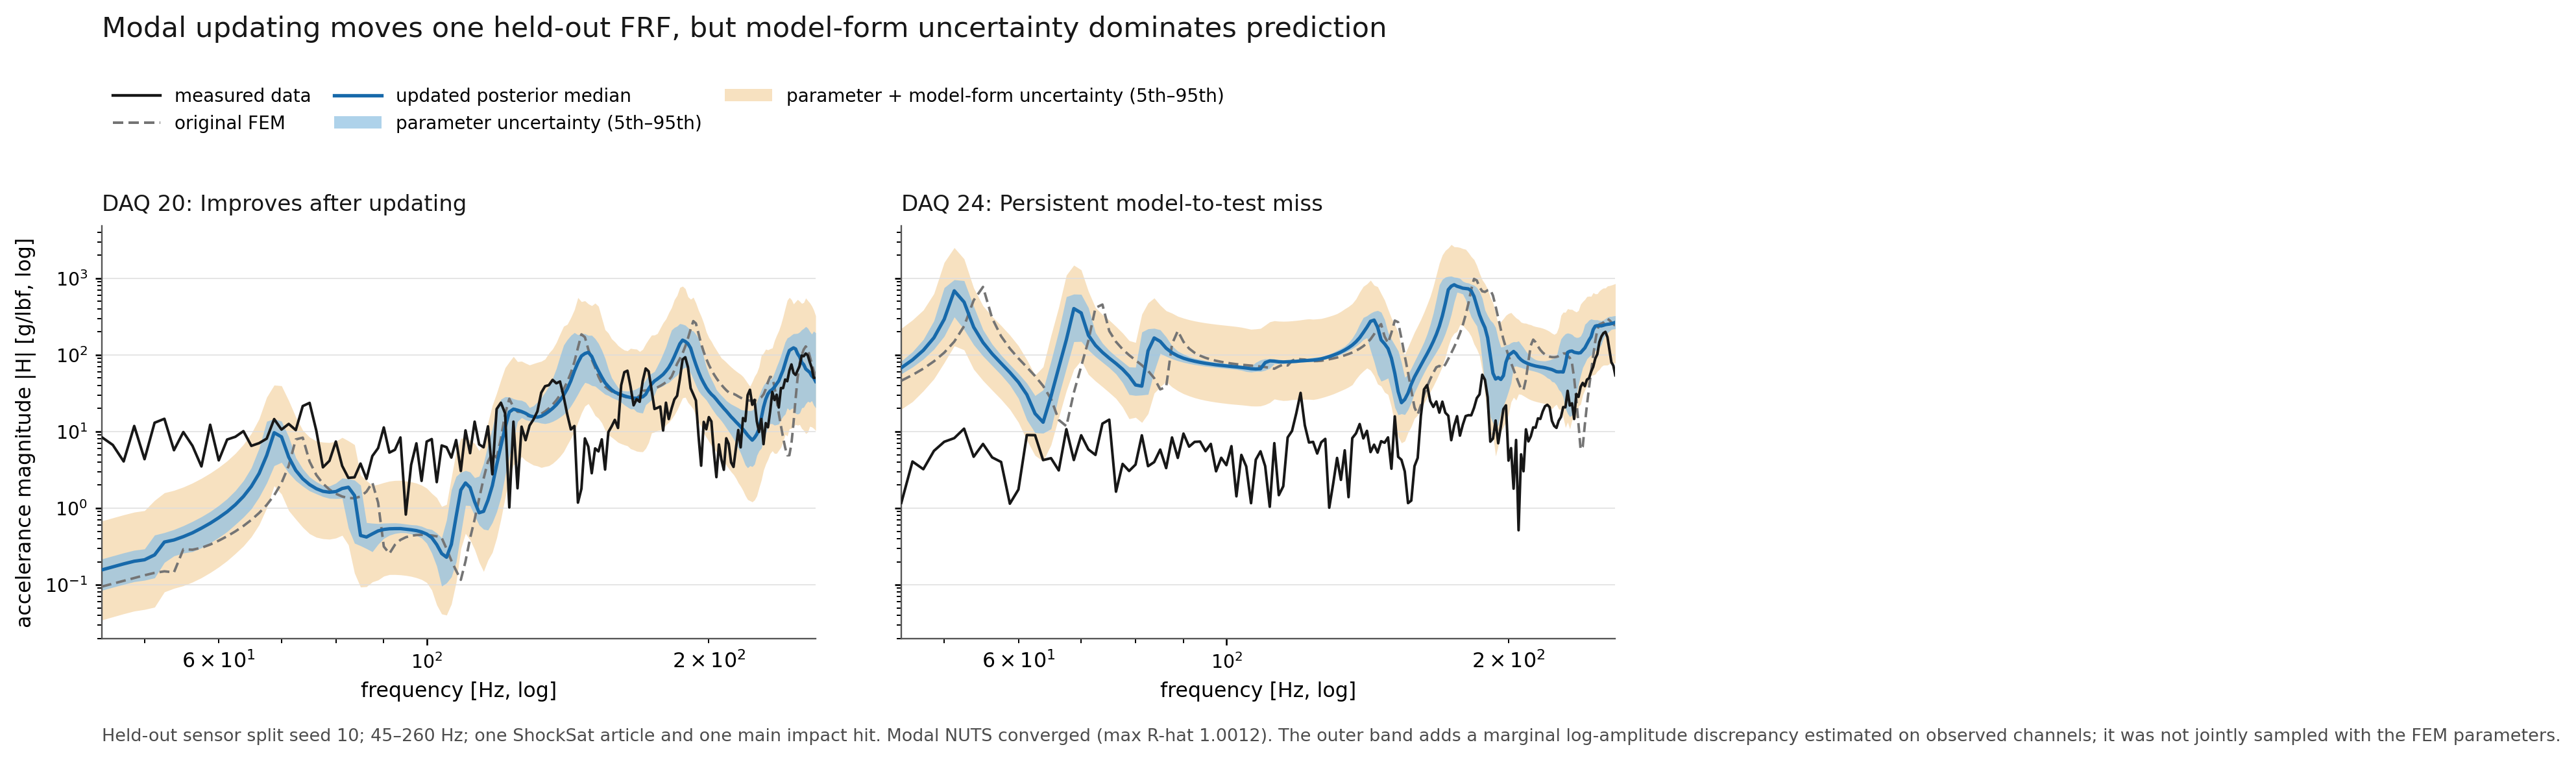 Modal updating moves one held-out FRF, but model-form uncertainty dominates prediction
measured data
original FEM
updated posterior median
parameter uncertainty (5th–95th)
parameter + model-form uncertainty (5th–95th)
DAQ 20: Improves after updating
accelerance magnitude |H| [g/lbf, log]
10³
10²
10¹
10⁰
10⁻¹
6 × 10¹
10²
2 × 10²
frequency [Hz, log]
DAQ 24: Persistent model-to-test miss
6 × 10¹
10²
2 × 10²
frequency [Hz, log]
Held-out sensor split seed 10; 45–260 Hz; one ShockSat article and one main impact hit. Modal NUTS converged (max R-hat 1.0012). The outer band adds a marginal log-amplitude discrepancy estimated on observed channels; it was not jointly sampled with the FEM parameters.